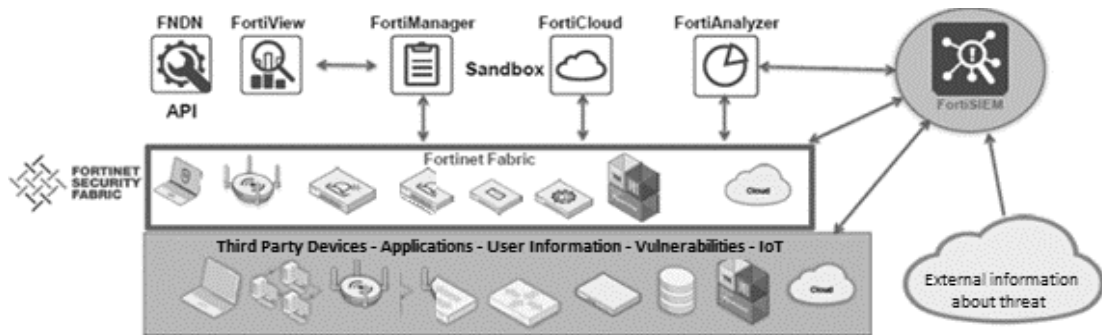 FNDN
FortiView
FortiManager
FortiCloud
FortiAnalyzer
Sandbox
API
FortiSIEM
FORTINET
SECURITY
FABRIC
Fortinet Fabric
Cloud
Third Party Devices - Applications - User Information - Vulnerabilities - IoT
Cloud
External information
about threat